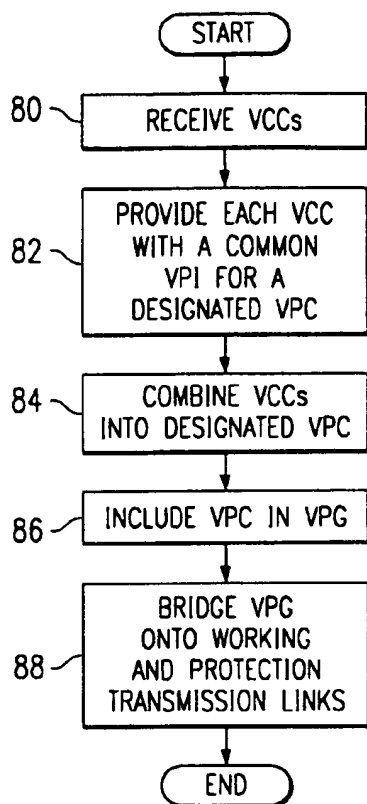 START
80
RECEIVE VCCs
82
PROVIDE EACH VCC
WITH A COMMON
VPI FOR A
DESIGNATED VPC
84
COMBINE VCCs
INTO DESIGNATED VPC
86
INCLUDE VPC IN VPG
88
BRIDGE VPG
ONTO WORKING
AND PROTECTION
TRANSMISSION LINKS
END